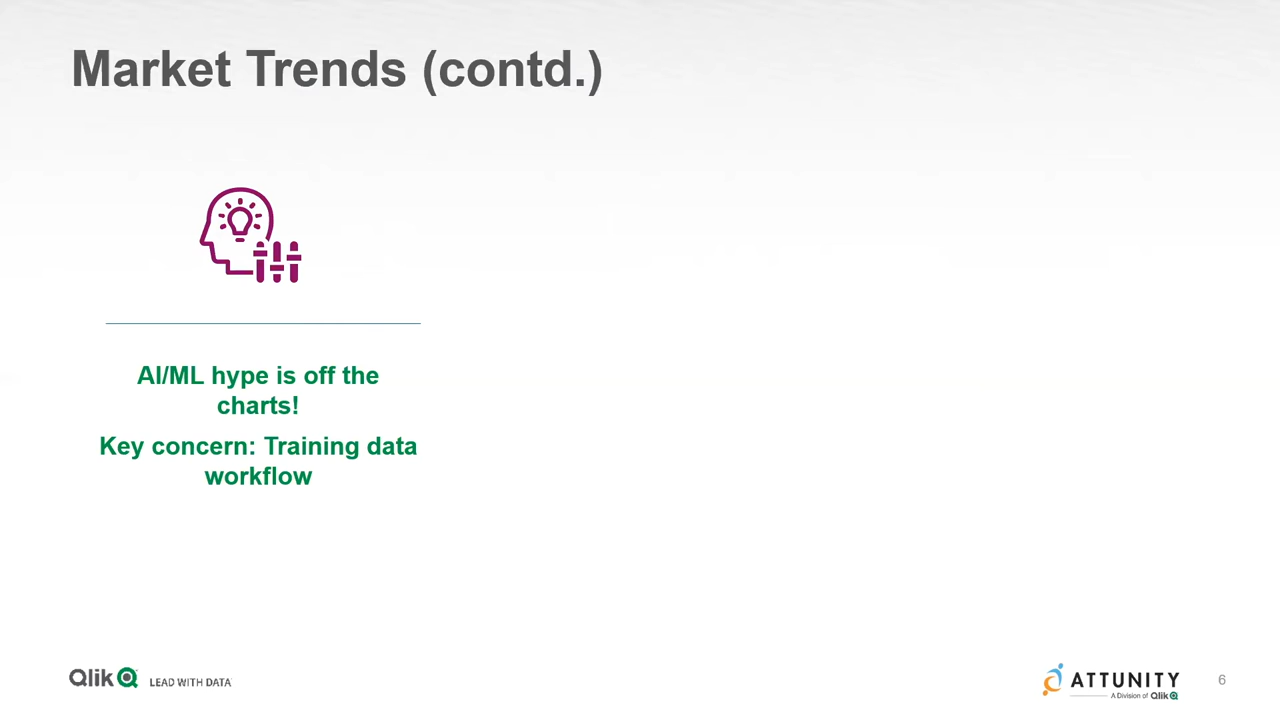 Market Trends (contd.)
AI/ML hype is off the
charts!
Key concern: Training data
workflow
Qlik LEAD WITH DATA
ATTUNITY
A Division of Qlik
6